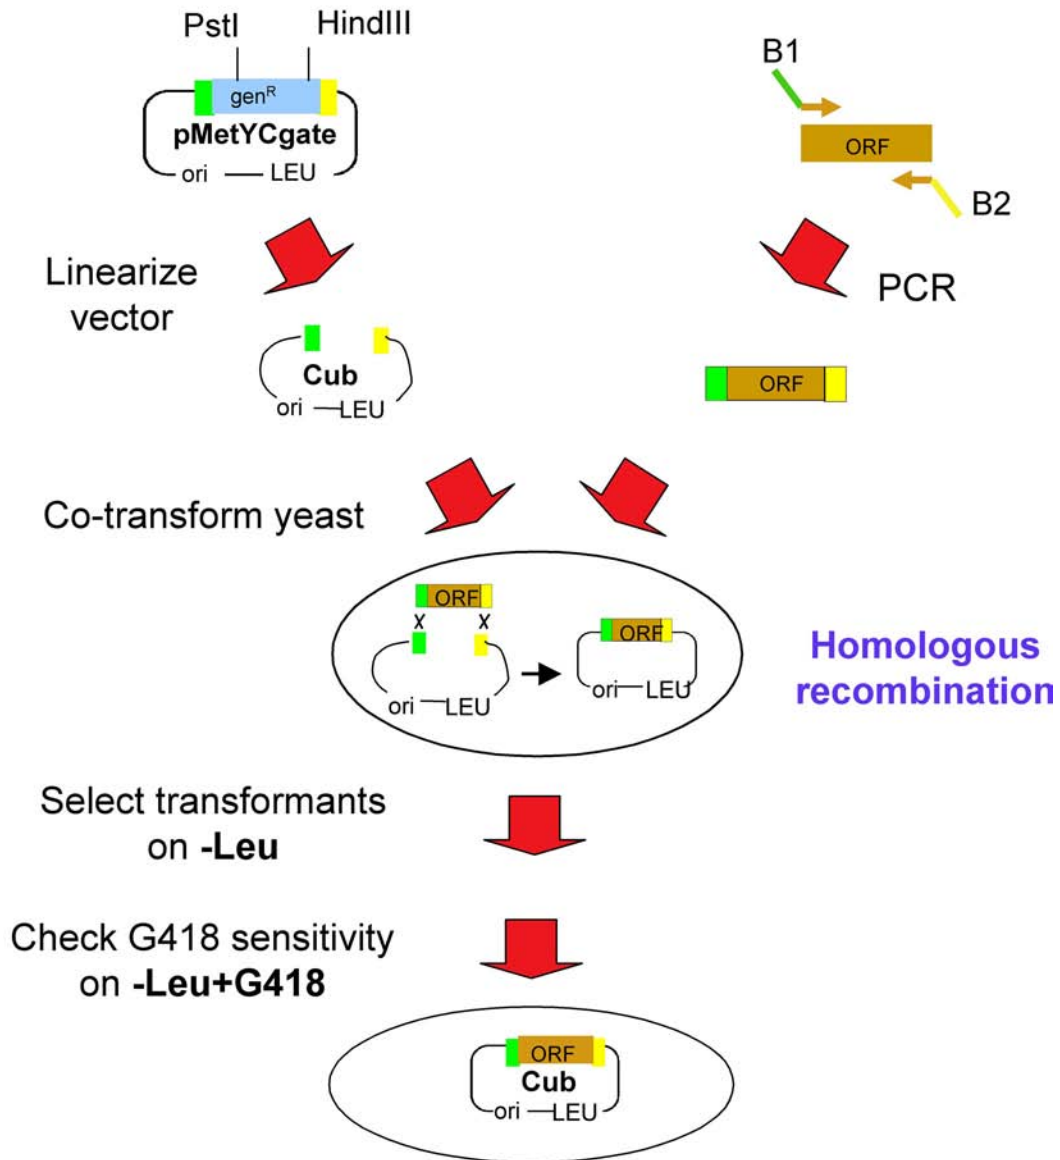 PstI
HindIII
genR
pMetYCgate
ori
LEU
B1
ORF
B2
Linearize
vector
PCR
Cub
ori
LEU
ORF
Co-transform yeast
ORF
x x
ori
LEU
ORF
ori
LEU
Homologous
recombination
Select transformants
on -Leu
Check G418 sensitivity
on -Leu+G418
ORF
Cub
ori
LEU